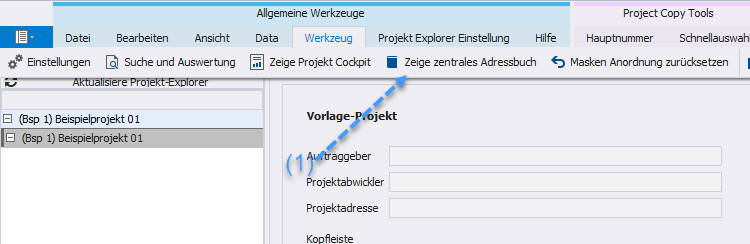 Allgemeine Werkzeuge Project Copy Tools
Datei Bearbeiten Ansicht Data Werkzeug Projekt Explorer Einstellung Hilfe Hauptnummer Schnellauswahl
Einstellungen Suche und Auswertung Zeige Projekt Cockpit Zeige zentrales Adressbuch Masken Anordnung zurücksetzen
Aktualisiere Projekt-Explorer
(Bsp 1) Beispielprojekt 01
(Bsp 1) Beispielprojekt 01
Vorlage-Projekt
(1)
Auftraggeber
Projektabwickler
Projektadresse
Kopfleiste